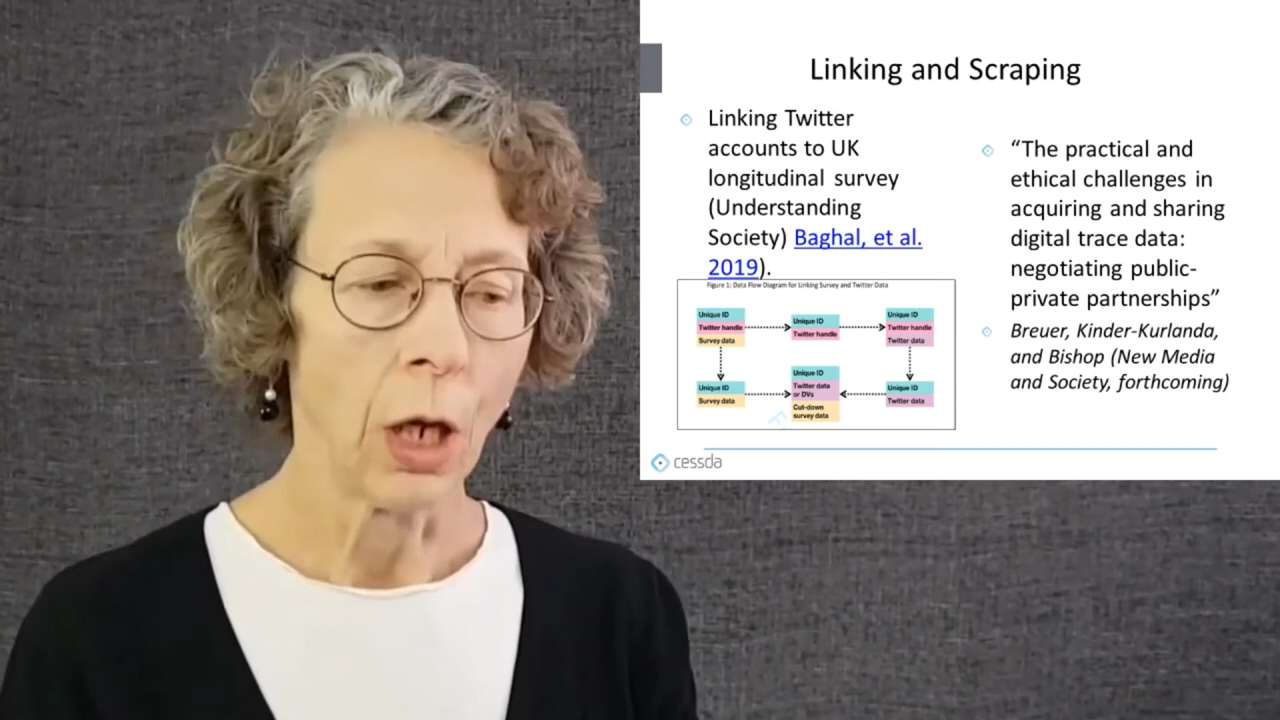 Linking and Scraping
Linking Twitter
accounts to UK
longitudinal survey
(Understanding
Society) Baghal, et al.
2019).
Figure 1: Data Flow Diagram for Linking Survey and Twitter Data
Unique ID
Twitter handle
Survey data
Unique ID
Twitter handle
Unique ID
Twitter handle
Twitter data
Unique ID
Survey data
Unique ID
Twitter data
or DVs
Cut-down
survey data
Unique ID
Twitter data
“The practical and
ethical challenges in
acquiring and sharing
digital trace data:
negotiating public-
private partnerships”
Breuer, Kinder-Kurlanda,
and Bishop (New Media
and Society, forthcoming)
cessda